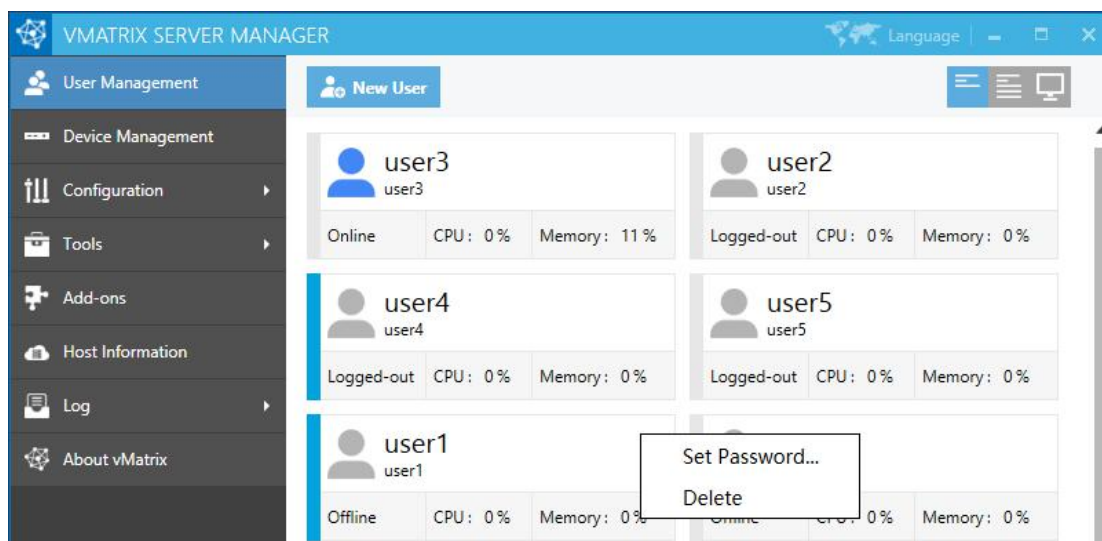 VMATRIX SERVER MANAGER
Language
User Management
New User
Device Management
Configuration
Tools
Add-ons
Host Information
Log
About vMatrix
user3
user3
Online CPU: 0% Memory: 11%
user2
user2
Logged-out CPU: 0% Memory: 0%
user4
user4
Logged-out CPU: 0% Memory: 0%
user5
user5
Logged-out CPU: 0% Memory: 0%
user1
user1
Offline CPU: 0% Memory: 0%
Set Password...
Delete
0% Memory: 0%